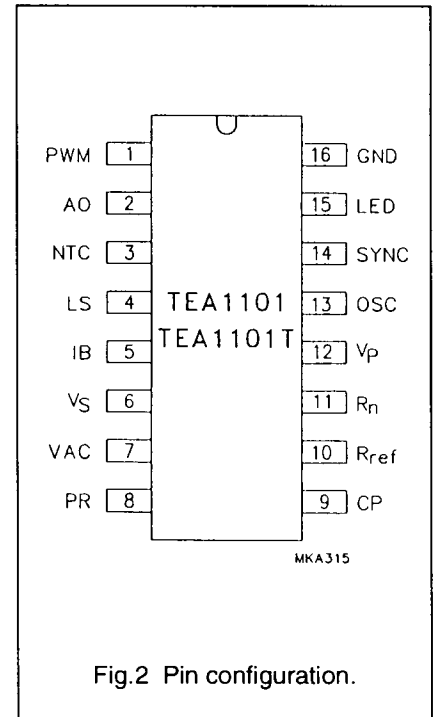 PWM 1 16 GND
AO 2 15 LED
NTC 3 14 SYNC
LS 4 TEA1101 13 OSC
TEA1101T
IB 5 12 VP
VS 6 11 Rn
VAC 7 10 Rref
PR 8 9 CP
MKA315
Fig.2 Pin configuration.